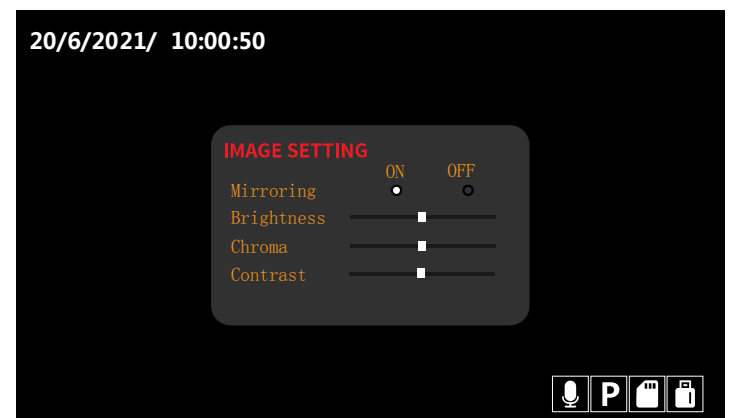 20/6/2021/ 10:00:50
IMAGE SETTING
ON OFF
Mirroring
Brightness
Chroma
Contrast
P